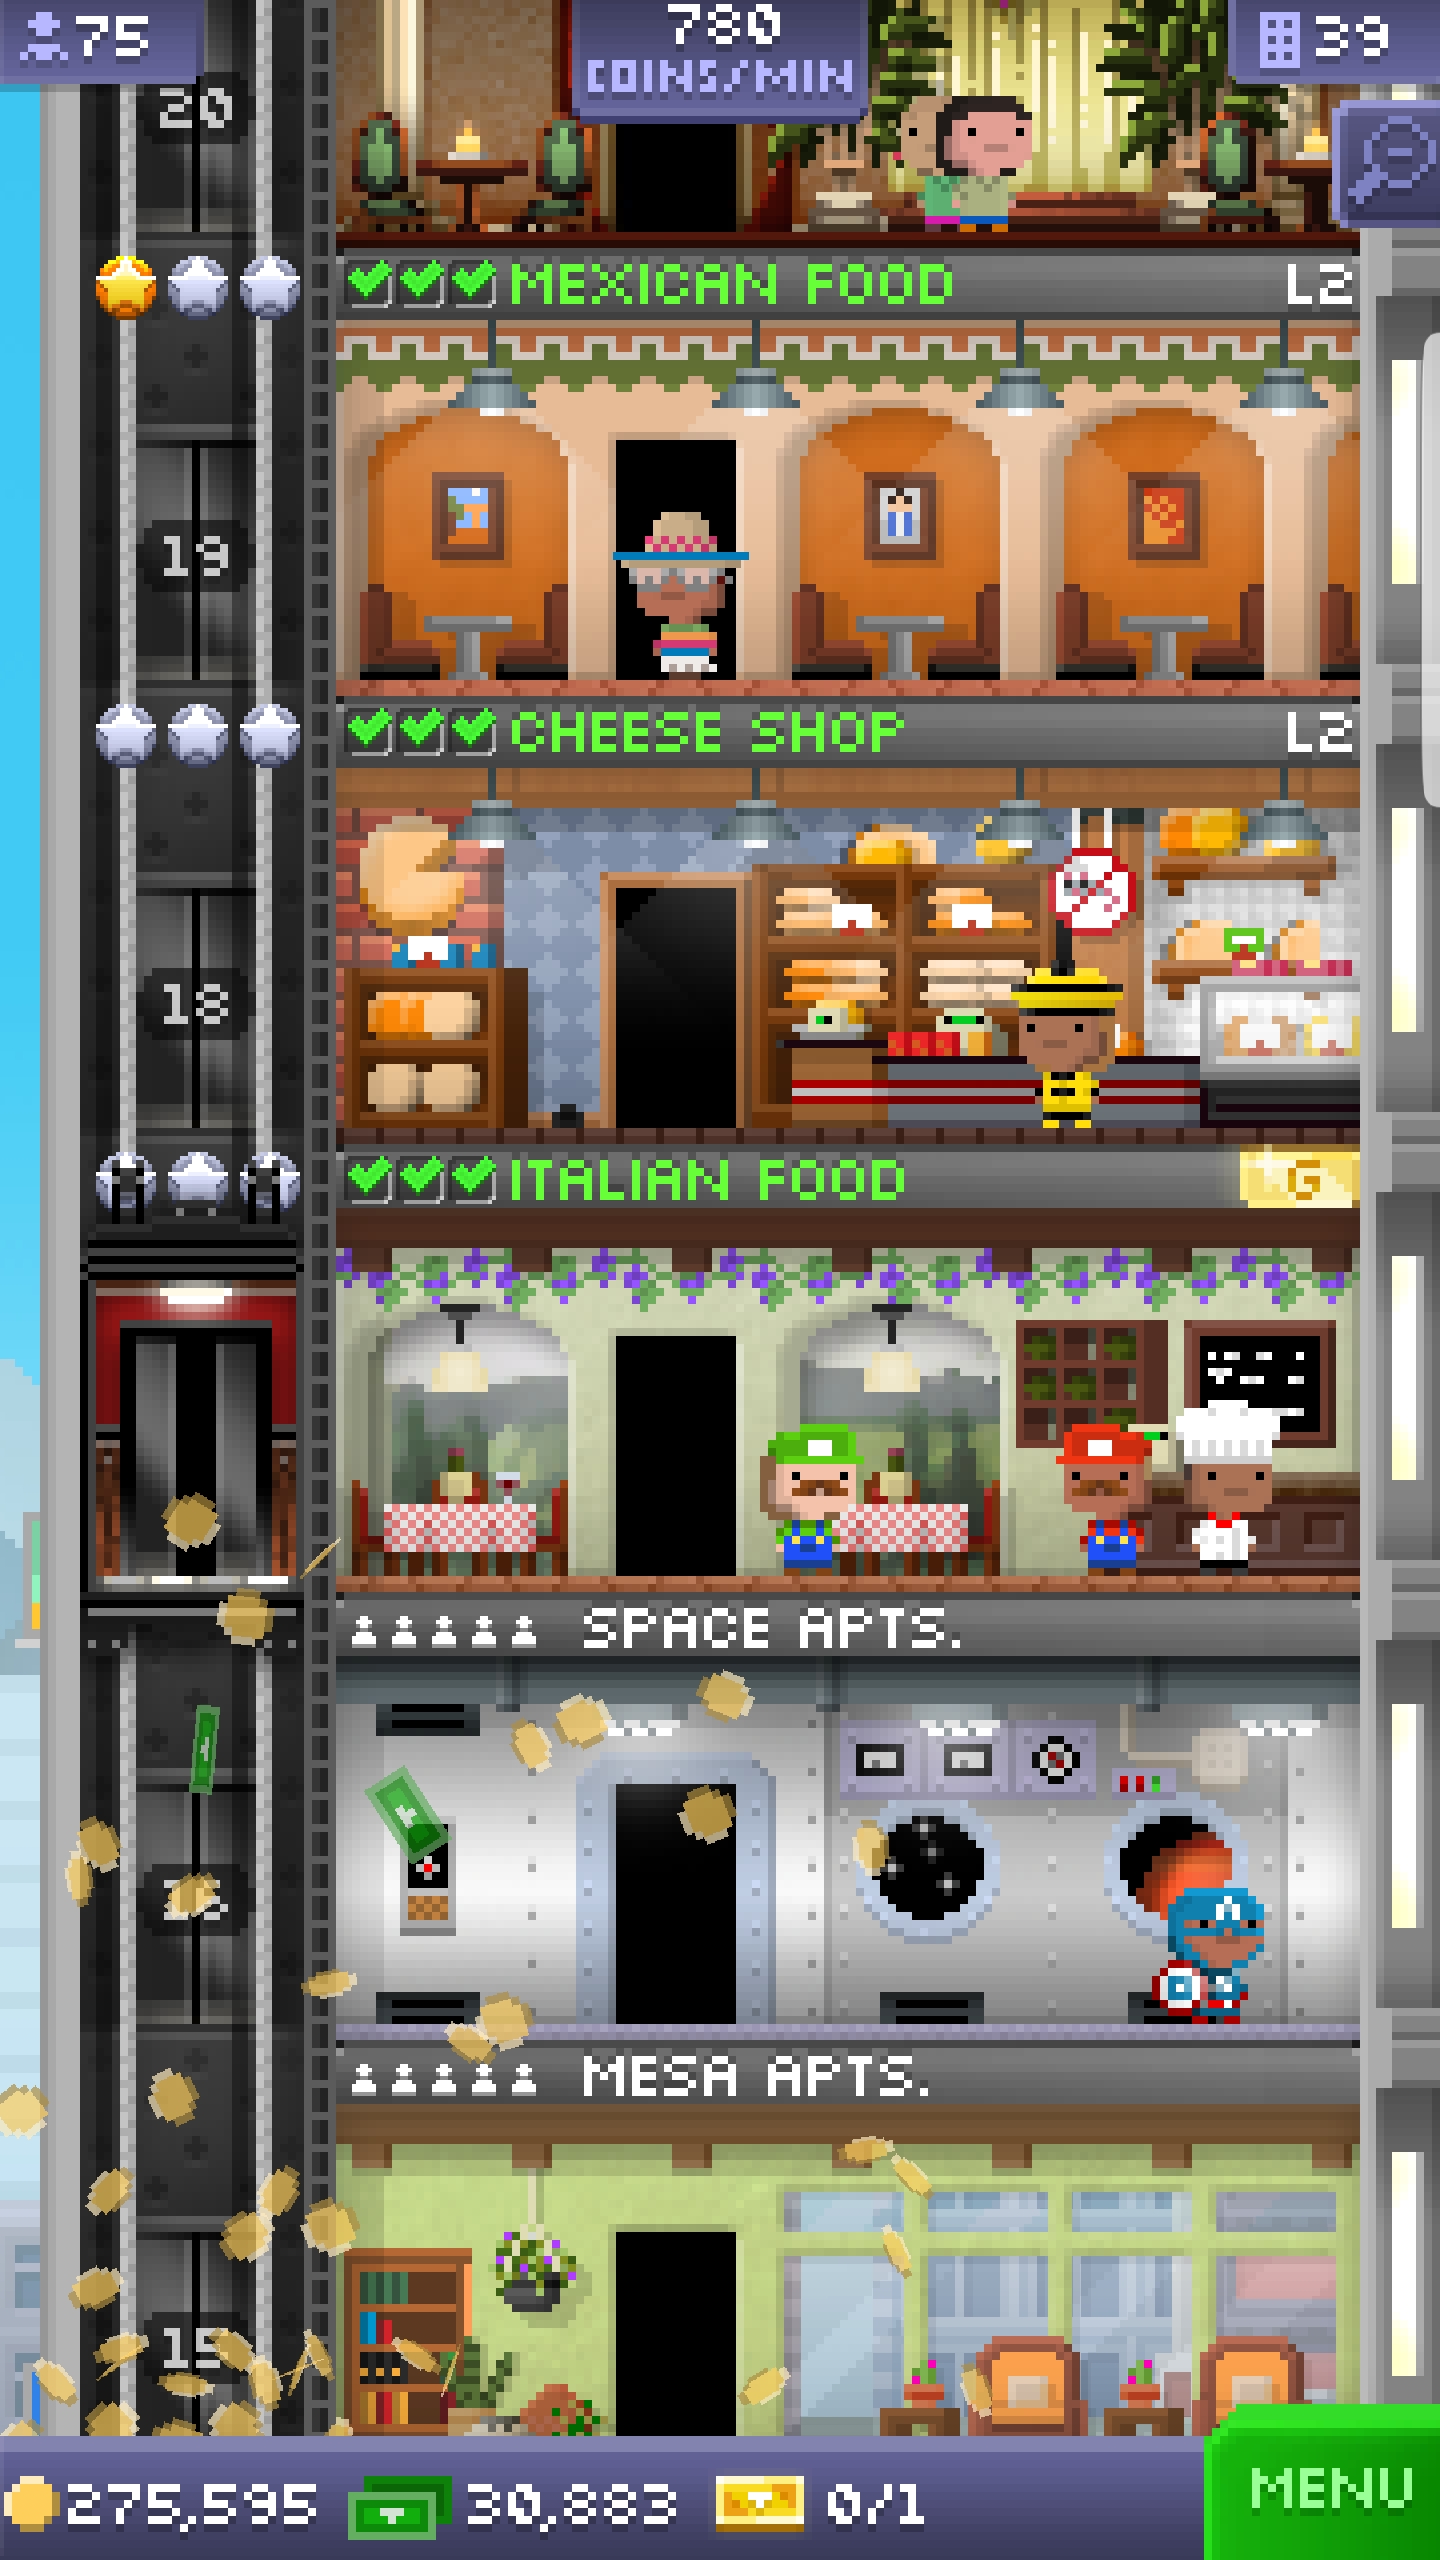 75
780
COINS/MIN
39
20
MEXICAN FOOD L2
19
CHEESE SHOP L2
18
ITALIAN FOOD G
SPACE APTS.
MESA APTS.
15
275,595 30,883 0/1
MENU